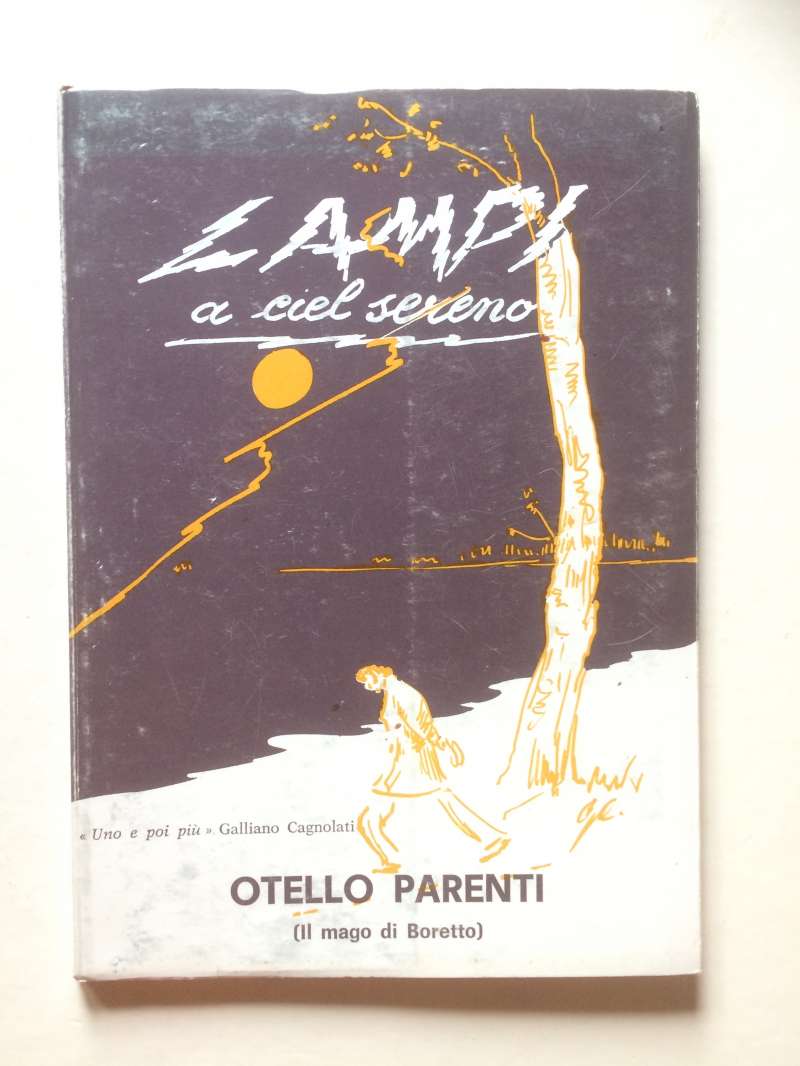 LAMPI
a ciel sereno
« Uno e poi più » Galliano Cagnolati
OTELLO PARENTI
(Il mago di Boretto)